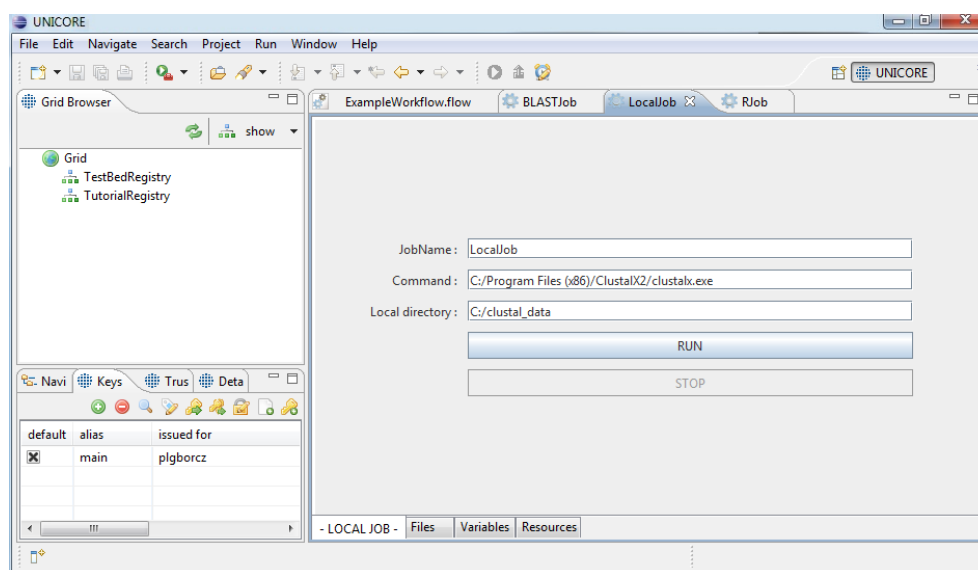 UNICORE
File Edit Navigate Search Project Run Window Help
UNICORE
Grid Browser
show
Grid
TestBedRegistry
TutorialRegistry
Navi Keys Trus Deta
default alias issued for
main plgborcz
ExampleWorkflow.flow BLASTJob LocalJob RJob
JobName : LocalJob
Command : C:/Program Files (x86)/ClustalX2/clustalx.exe
Local directory : C:/clustal_data
RUN
STOP
- LOCAL JOB - Files Variables Resources